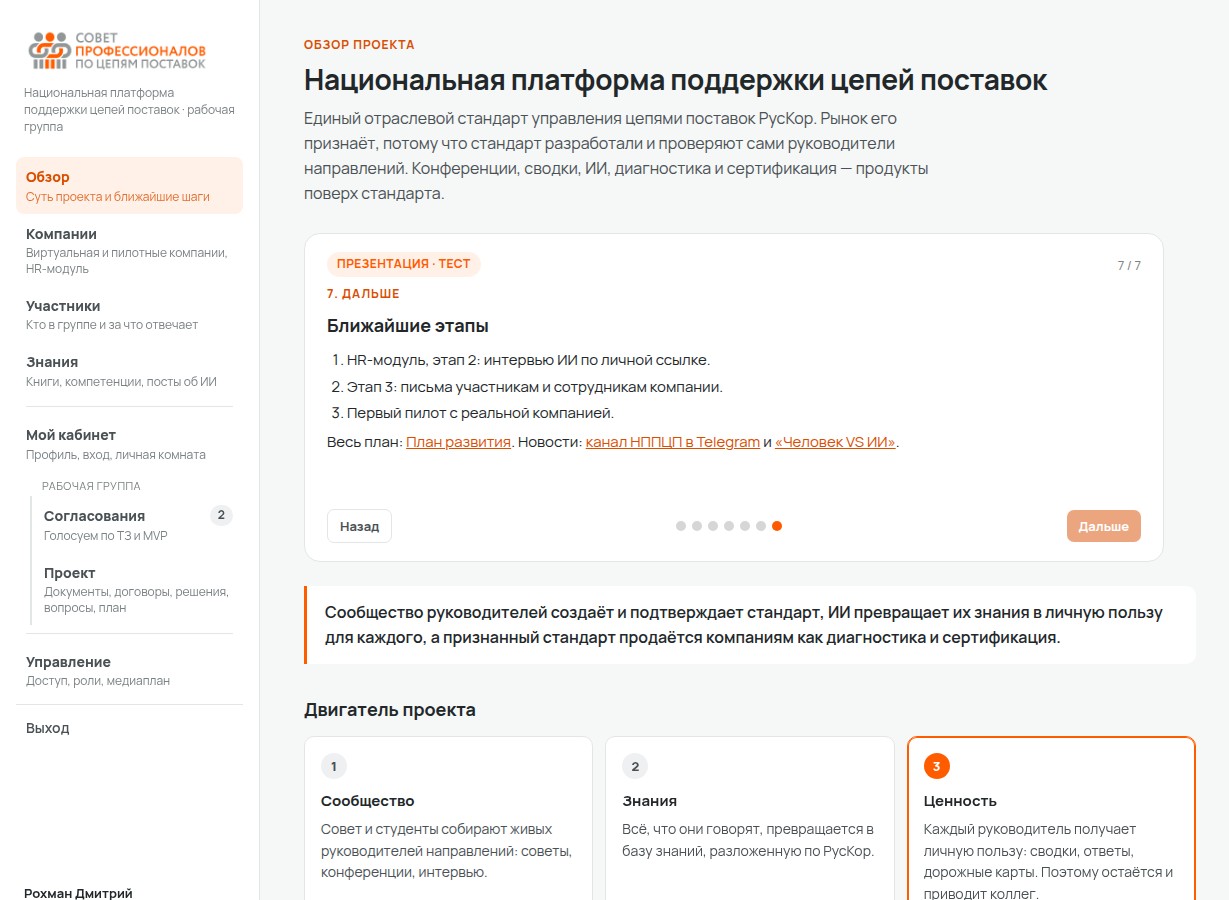 СОВЕТ
ПРОФЕССИОНАЛОВ
ПО ЦЕПЯМ ПОСТАВОК
Национальная платформа
поддержки цепей поставок · рабочая
группа
Обзор
Суть проекта и ближайшие шаги
Компании
Виртуальная и пилотные компании,
HR-модуль
Участники
Кто в группе и за что отвечает
Знания
Книги, компетенции, посты об ИИ
Мой кабинет
Профиль, вход, личная комната
РАБОЧАЯ ГРУППА
Согласования 2
Голосуем по ТЗ и MVP
Проект
Документы, договоры, решения,
вопросы, план
Управление
Доступ, роли, медиаплан
Выход
Рохман Дмитрий
ОБЗОР ПРОЕКТА
Национальная платформа поддержки цепей поставок
Единый отраслевой стандарт управления цепями поставок РусКор. Рынок его
признаёт, потому что стандарт разработали и проверяют сами руководители
направлений. Конференции, сводки, ИИ, диагностика и сертификация — продукты
поверх стандарта.
ПРЕЗЕНТАЦИЯ · ТЕСТ 7 / 7
7. ДАЛЬШЕ
Ближайшие этапы
1. HR-модуль, этап 2: интервью ИИ по личной ссылке.
2. Этап 3: письма участникам и сотрудникам компании.
3. Первый пилот с реальной компанией.
Весь план: План развития. Новости: канал НППЦП в Telegram и «Человек VS ИИ».
Назад Дальше
Сообщество руководителей создаёт и подтверждает стандарт, ИИ превращает их знания в личную пользу
для каждого, а признанный стандарт продаётся компаниям как диагностика и сертификация.
Двигатель проекта
1
Сообщество
Совет и студенты собирают живых
руководителей направлений: советы,
конференции, интервью.
2
Знания
Всё, что они говорят, превращается в
базу знаний, разложенную по РусКор.
3
Ценность
Каждый руководитель получает
личную пользу: сводки, ответы,
дорожные карты. Поэтому остаётся и
приводит коллег.